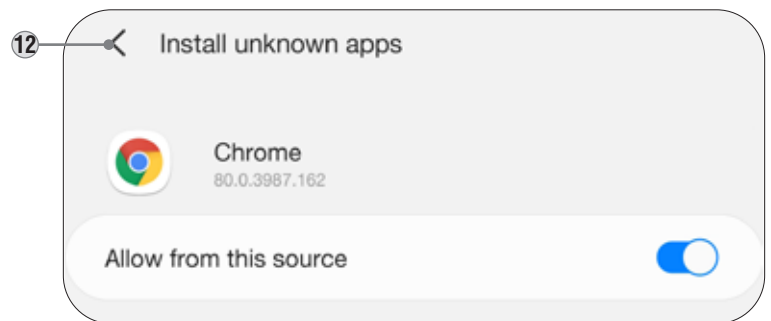 12
Install unknown apps
Chrome
80.0.3987.162
Allow from this source